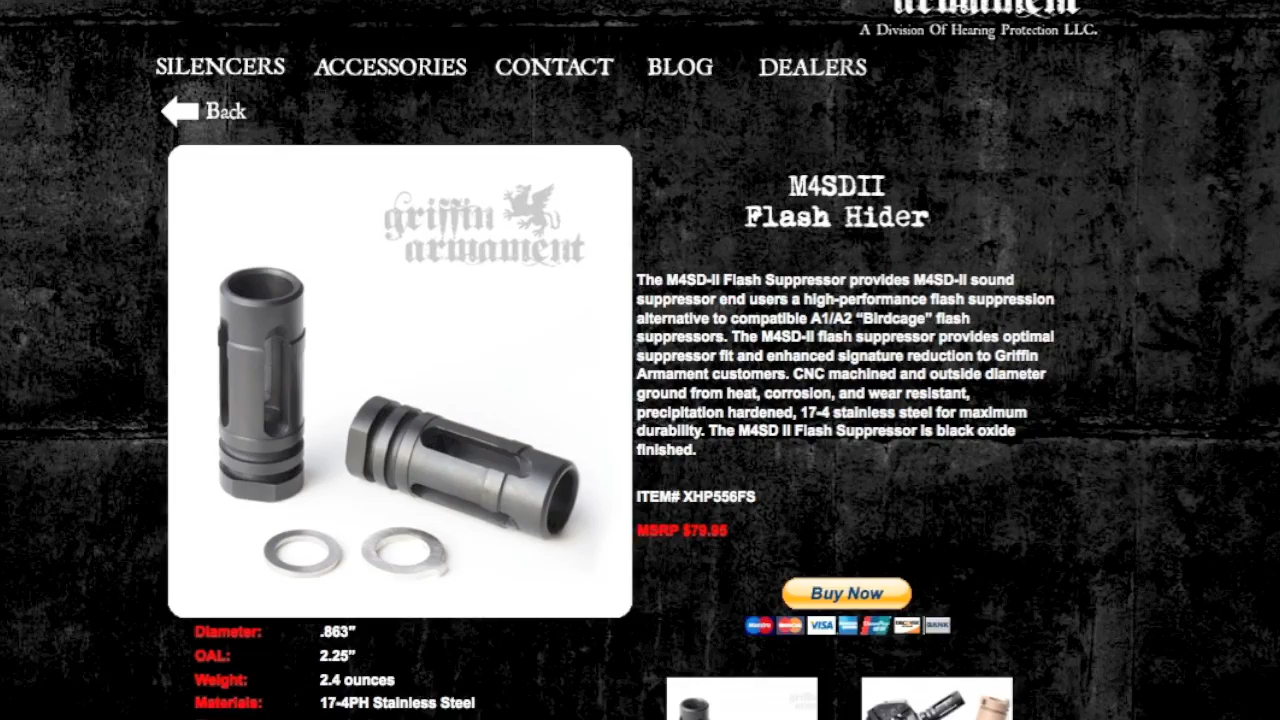 armament
A Division Of Hearing Protection LLC.
SILENCERS ACCESSORIES CONTACT BLOG DEALERS
Back
griffin
armament
M4SDII
Flash Hider
The M4SD-II Flash Suppressor provides M4SD-II sound
suppressor end users a high-performance flash suppression
alternative to compatible A1/A2 “Birdcage” flash
suppressors. The M4SD-II flash suppressor provides optimal
suppressor fit and enhanced signature reduction to Griffin
Armament customers. CNC machined and outside diameter
ground from heat, corrosion, and wear resistant,
precipitation hardened, 17-4 stainless steel for maximum
durability. The M4SD II Flash Suppressor is black oxide
finished.
ITEM# XHP556FS
MSRP $79.95
Buy Now
Maestro VISA BANK
Diameter: .863”
OAL: 2.25”
Weight: 2.4 ounces
Materials: 17-4PH Stainless Steel